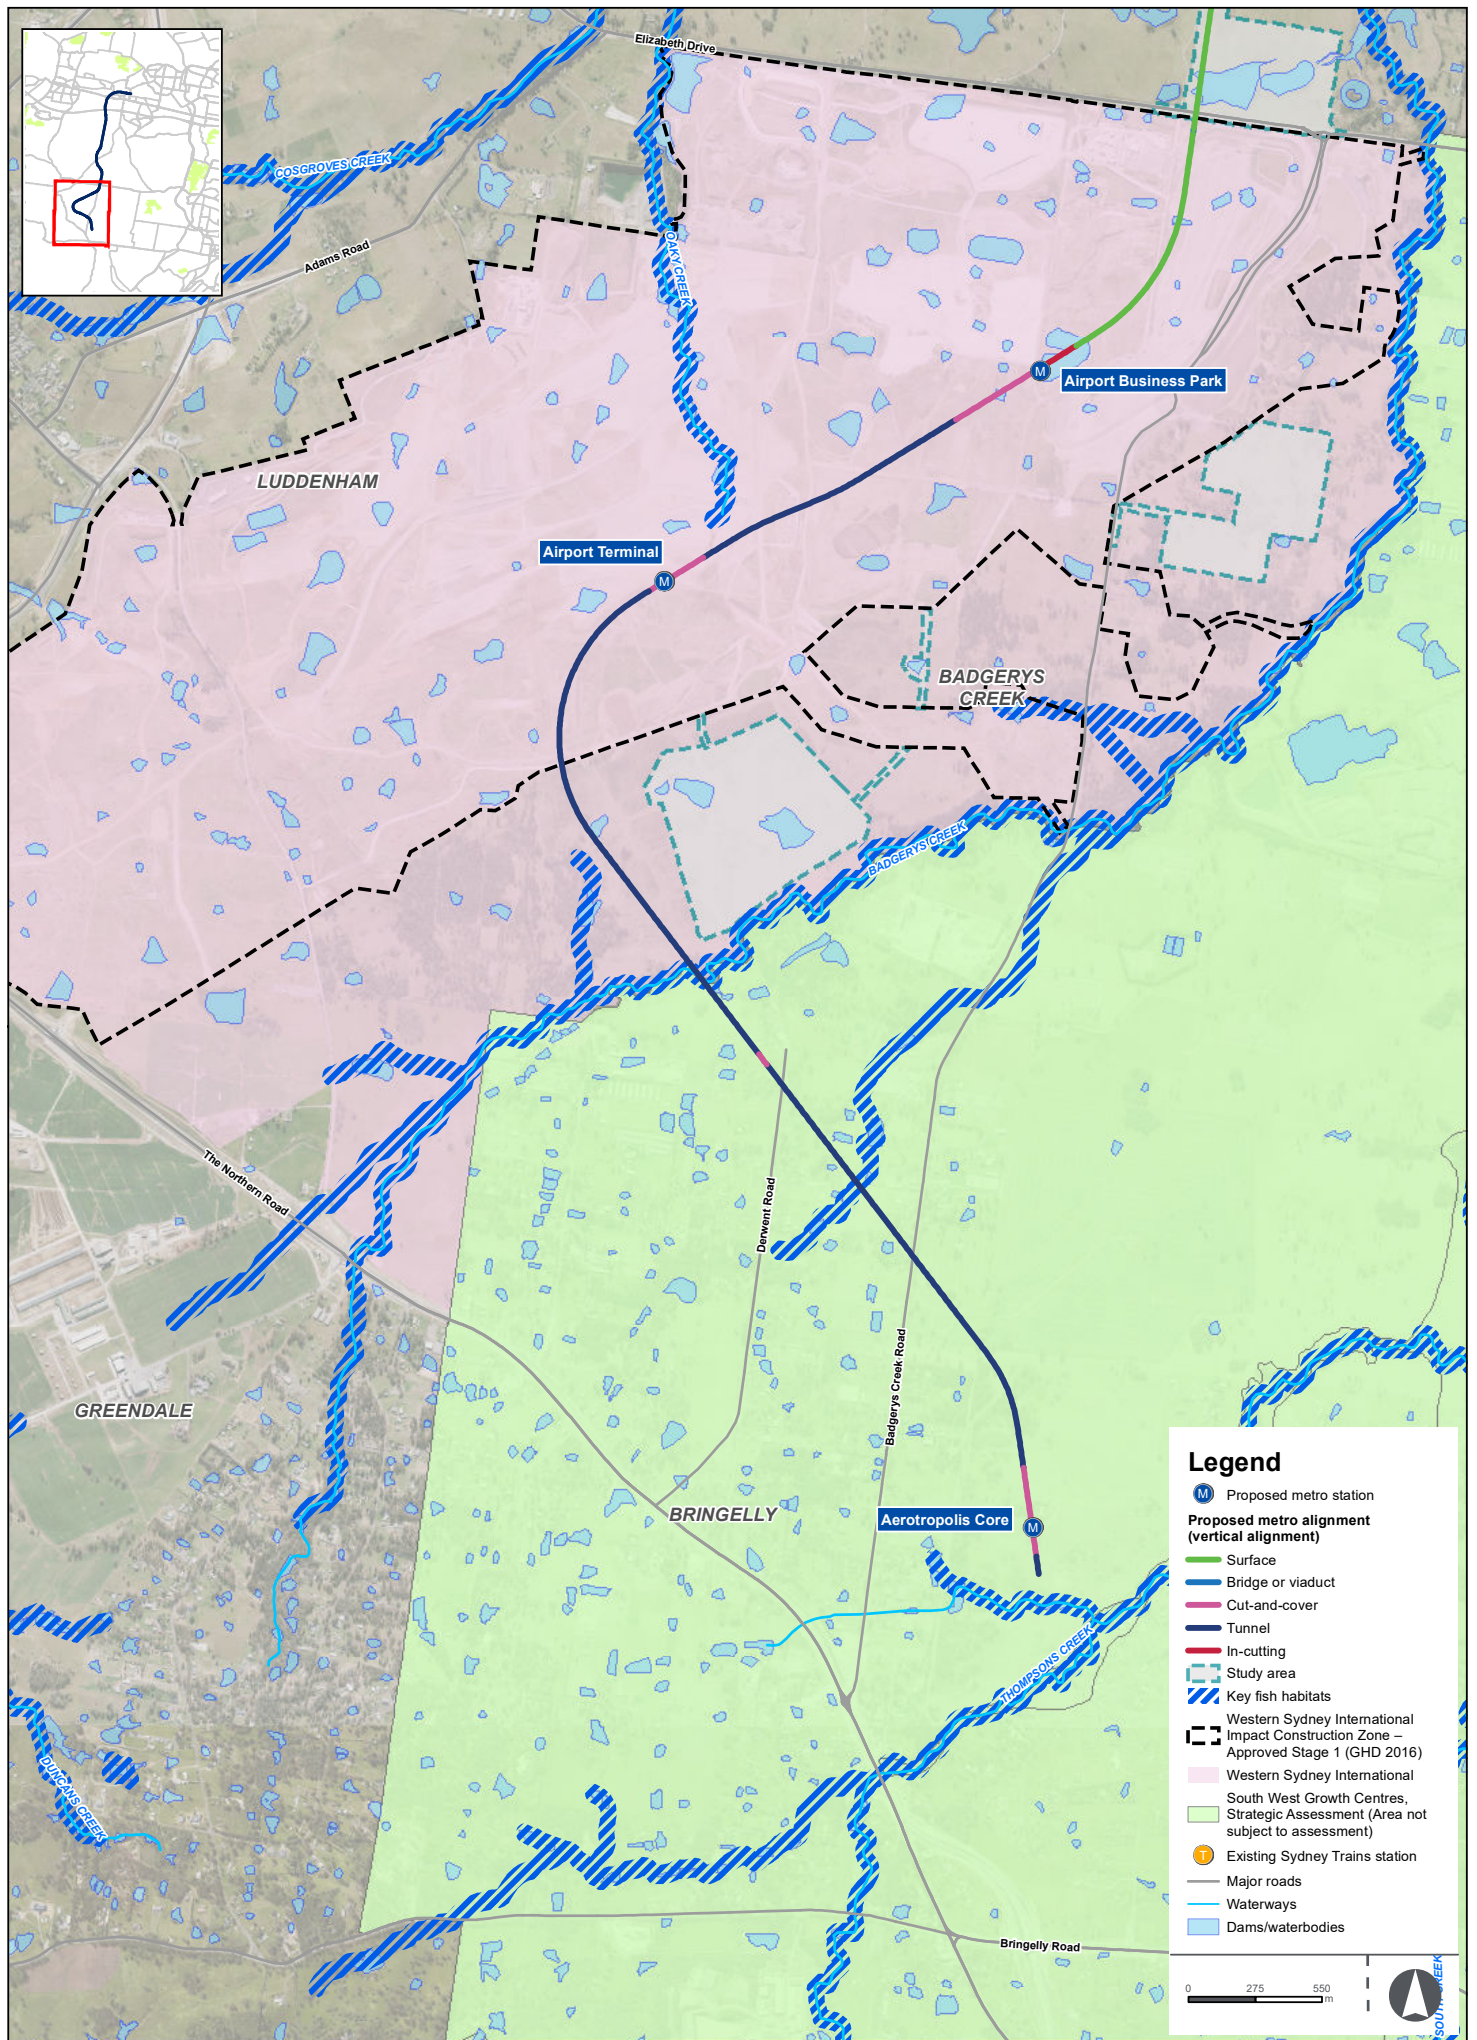 Elizabeth Drive
COSGROVES CREEK
Adams Road
OAKY CREEK
M
Airport Business Park
LUDDENHAM
Airport Terminal
M
BADGERYS
CREEK
BADGERYS CREEK
The Northern Road
Derwent Road
Badgerys Creek Road
GREENDALE
BRINGELLY
Aerotropolis Core
M
THOMPSONS CREEK
DUNCANS CREEK
Bringelly Road
Legend
M Proposed metro station
Proposed metro alignment
(vertical alignment)
Surface
Bridge or viaduct
Cut-and-cover
Tunnel
In-cutting
Study area
Key fish habitats
Western Sydney International
Impact Construction Zone –
Approved Stage 1 (GHD 2016)
Western Sydney International
South West Growth Centres,
Strategic Assessment (Area not
subject to assessment)
T Existing Sydney Trains station
Major roads
Waterways
Dams/waterbodies
0 275 550
m